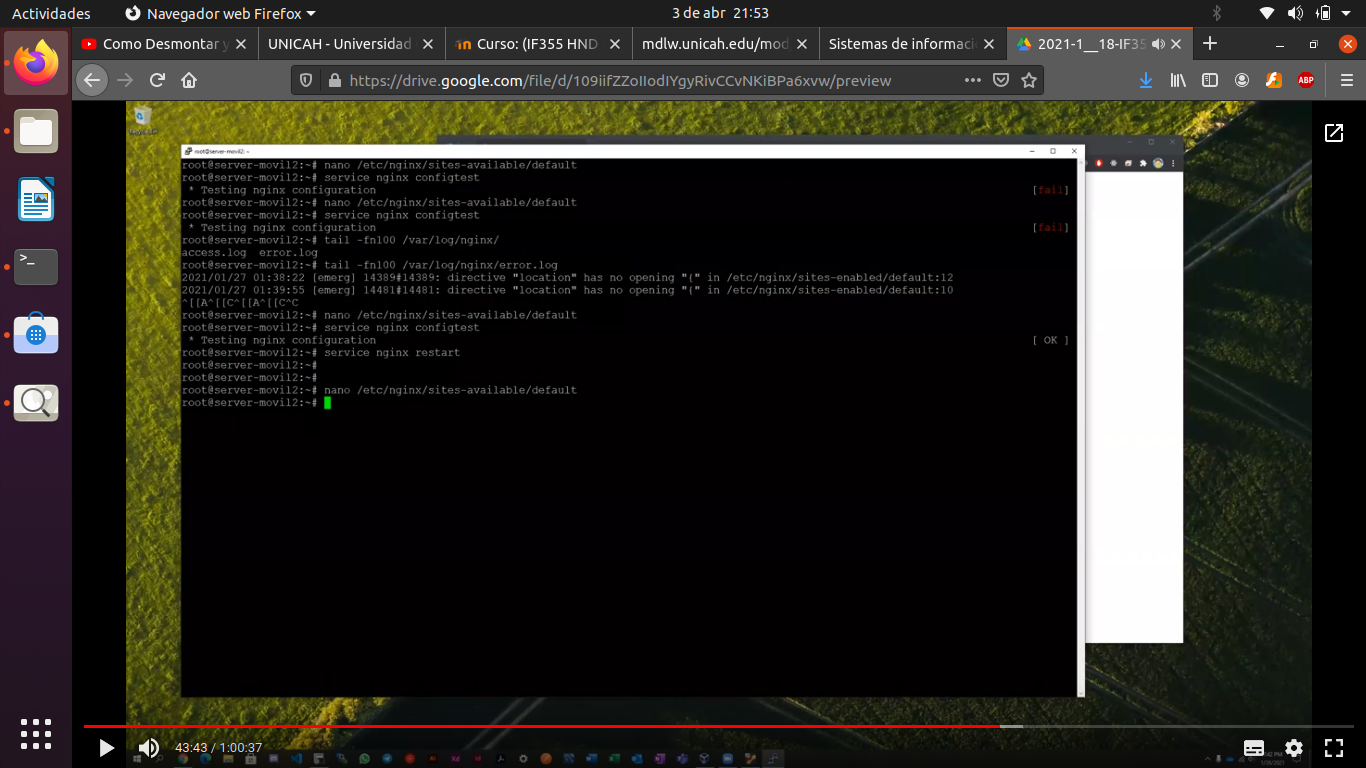 Actividades
Navegador web Firefox
3 de abr 21:53
Como Desmontar y
UNICAH - Universidad
Curso: (IF355 HND
mdlw.unicah.edu/mod
Sistemas de informaci
2021-1__18-IF35
https://drive.google.com/file/d/109iifZZoIIodIYgyRivCCvNKiBPa6xvw/preview
ABP
root@server-movil2: ~
root@server-movil2:~# nano /etc/nginx/sites-available/default
root@server-movil2:~# service nginx configtest
* Testing nginx configuration [fail]
root@server-movil2:~# nano /etc/nginx/sites-available/default
root@server-movil2:~# service nginx configtest
* Testing nginx configuration [fail]
root@server-movil2:~# tail -fn100 /var/log/nginx/
access.log error.log
root@server-movil2:~# tail -fn100 /var/log/nginx/error.log
2021/01/27 01:38:22 [emerg] 14389#14389: directive "location" has no opening "{" in /etc/nginx/sites-enabled/default:12
2021/01/27 01:39:55 [emerg] 14481#14481: directive "location" has no opening "{" in /etc/nginx/sites-enabled/default:10
^[[A^[[C^[[A^[[C^C
root@server-movil2:~# nano /etc/nginx/sites-available/default
root@server-movil2:~# service nginx configtest
* Testing nginx configuration [ OK ]
root@server-movil2:~# service nginx restart
root@server-movil2:~#
root@server-movil2:~#
root@server-movil2:~# nano /etc/nginx/sites-available/default
root@server-movil2:~#
43:43 / 1:00:37